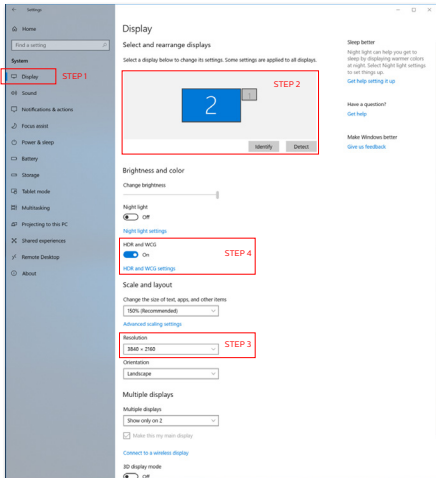 Settings
Home
Find a setting
System
Display STEP 1
Sound
Notifications & actions
Focus assist
Power & sleep
Battery
Storage
Tablet mode
Multitasking
Projecting to this PC
Shared experiences
Remote Desktop
About
Display
Select and rearrange displays
Select a display below to change its settings. Some settings are applied to all displays.
STEP 2
2
1
Identify Detect
Brightness and color
Change brightness
Night light
Off
Night light settings
HDR and WCG
On
STEP 4
HDR and WCG settings
Scale and layout
Change the size of text, apps, and other items
150% (Recommended)
Advanced scaling settings
Resolution
3840 × 2160
STEP 3
Orientation
Landscape
Multiple displays
Multiple displays
Show only on 2
Make this my main display
Connect to a wireless display
3D display mode
Off
Sleep better
Night light can help you get to
sleep by displaying warmer colors
at night. Select Night light settings
to set things up.
Get help setting it up
Have a question?
Get help
Make Windows better
Give us feedback